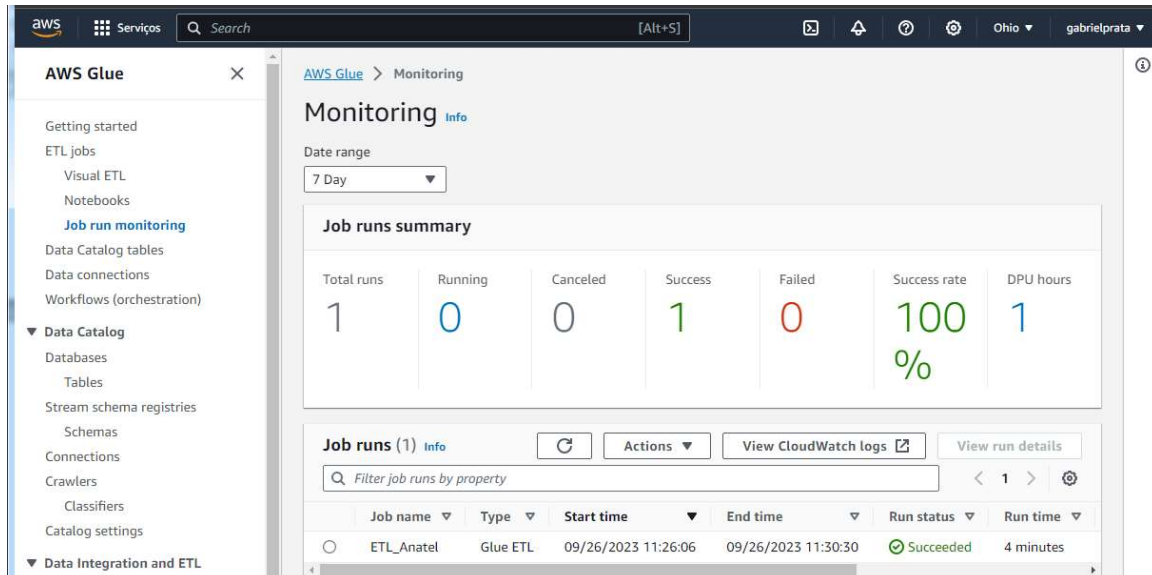 aws Serviços Search [Alt+S] Ohio gabrielprata
AWS Glue
Getting started
ETL jobs
Visual ETL
Notebooks
Job run monitoring
Data Catalog tables
Data connections
Workflows (orchestration)
Data Catalog
Databases
Tables
Stream schema registries
Schemas
Connections
Crawlers
Classifiers
Catalog settings
Data Integration and ETL
AWS Glue > Monitoring
Monitoring Info
Date range
7 Day
Job runs summary
Total runs Running Canceled Success Failed Success rate DPU hours
1 0 0 1 0 100 % 1
Job runs (1) Info Actions View CloudWatch logs View run details
Filter job runs by property < 1 >
Job name Type Start time End time Run status Run time
ETL_Anatel Glue ETL 09/26/2023 11:26:06 09/26/2023 11:30:30 Succeeded 4 minutes